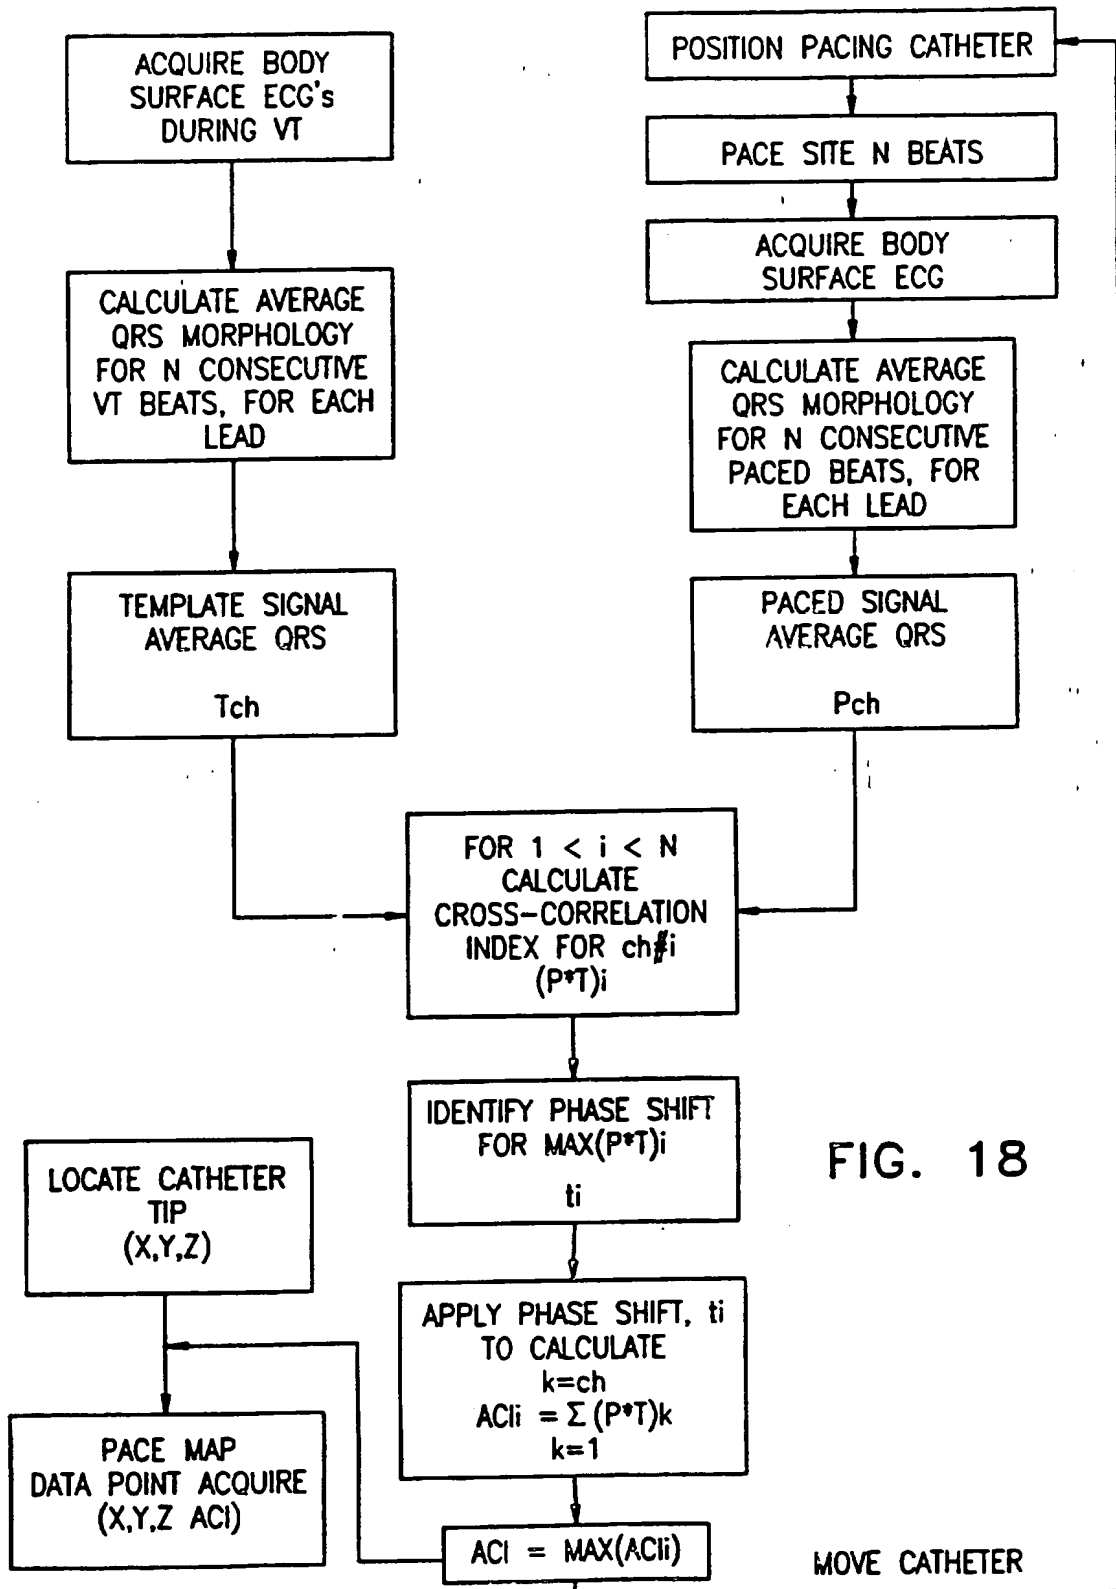 ACQUIRE BODY
SURFACE ECG's
DURING VT
CALCULATE AVERAGE
QRS MORPHOLOGY
FOR N CONSECUTIVE
VT BEATS, FOR EACH
LEAD
TEMPLATE SIGNAL
AVERAGE QRS
Tch
POSITION PACING CATHETER
PACE SITE N BEATS
ACQUIRE BODY
SURFACE ECG
CALCULATE AVERAGE
QRS MORPHOLOGY
FOR N CONSECUTIVE
PACED BEATS, FOR
EACH LEAD
PACED SIGNAL
AVERAGE QRS
Pch
FOR 1 < i < N
CALCULATE
CROSS-CORRELATION
INDEX FOR ch#i
(P*T)i
IDENTIFY PHASE SHIFT
FOR MAX(P*T)i
ti
FIG. 18
LOCATE CATHETER
TIP
(X,Y,Z)
APPLY PHASE SHIFT, ti
TO CALCULATE
k=ch
ACIi = Σ (P*T)k
k=1
PACE MAP
DATA POINT ACQUIRE
(X,Y,Z ACI)
ACI = MAX(ACIi)
MOVE CATHETER